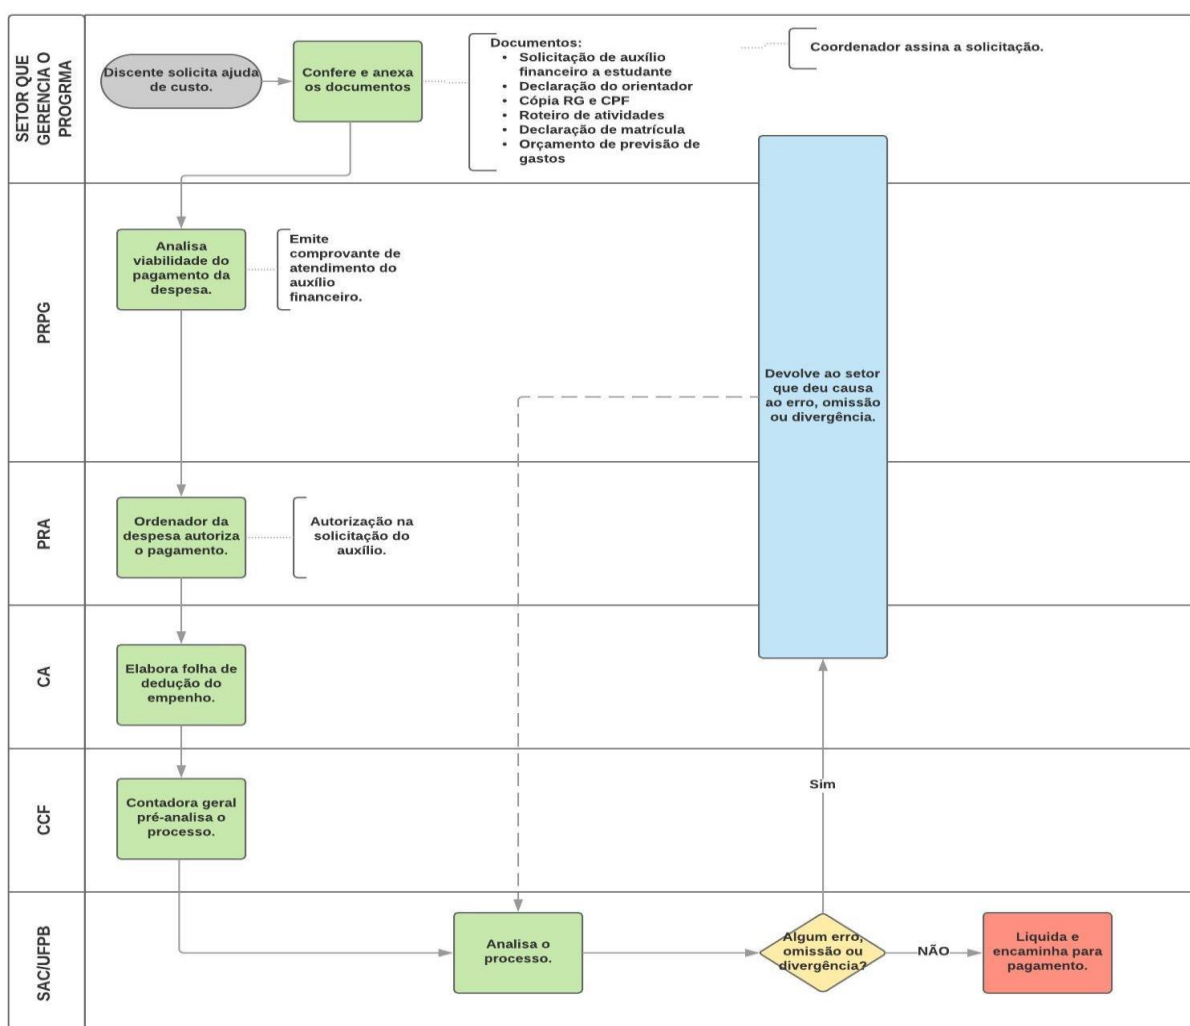 SETOR QUE
GERENCIA O
PROGRMA
Discente solicita ajuda
de custo.
Confere e anexa
os documentos
Documentos:
• Solicitação de auxílio
financeiro a estudante
• Declaração do orientador
• Cópia RG e CPF
• Roteiro de atividades
• Declaração de matrícula
• Orçamento de previsão de
gastos
Coordenador assina a solicitação.
PRPG
Analisa
viabilidade do
pagamento da
despesa.
Emite
comprovante de
atendimento do
auxílio
financeiro.
Devolve ao setor
que deu causa
ao erro, omissão
ou divergência.
PRA
Ordenador da
despesa autoriza
o pagamento.
Autorização na
solicitação do
auxílio.
CA
Elabora folha de
dedução do
empenho.
CCF
Contadora geral
pré-analisa o
processo.
Sim
SAC/UFPB
Analisa o
processo.
Algum erro,
omissão ou
divergência?
NÃO
Liquida e
encaminha para
pagamento.